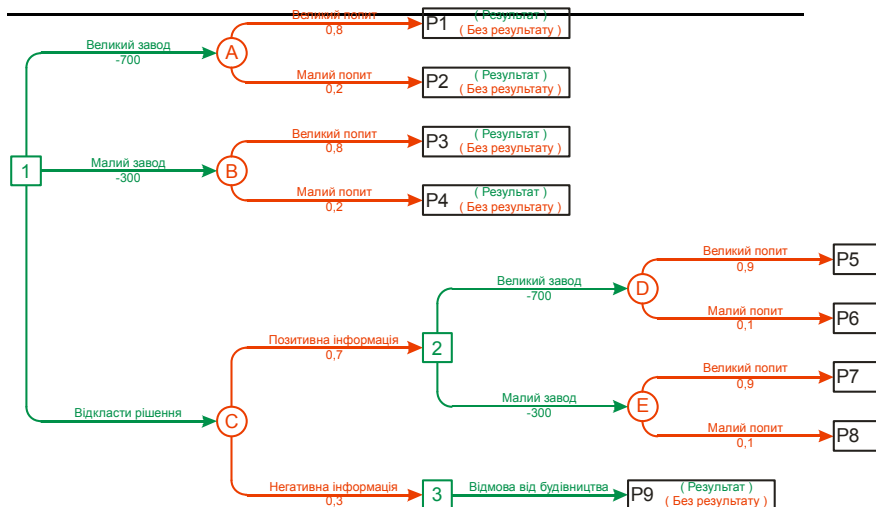 Великий попит
0,8
P1
( Результат )
( Без результату )
Великий завод
-700
A
Малий попит
0,2
P2
( Результат )
( Без результату )
Великий попит
0,8
P3
( Результат )
( Без результату )
1
Малий завод
-300
B
Малий попит
0,2
P4
( Результат )
( Без результату )
Великий попит
0,9
P5
Великий завод
-700
D
Малий попит
0,1
P6
Позитивна інформація
0,7
2
Великий попит
0,9
P7
Малий завод
-300
E
Відкласти рішення
C
Малий попит
0,1
P8
Негативна інформація
0,3
3
Відмова від будівництва
P9
( Результат )
( Без результату )